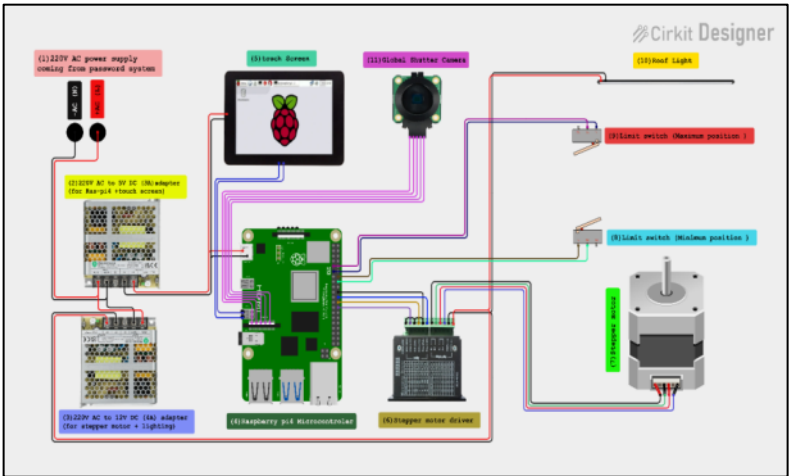 Cirkit Designer
(1)220V AC power supply
coming from password system
(5)touch Screen
(11)Global Shutter Camera
(10)Roof Light
-AC (N)
(9)Limit switch (Maximum position )
(2)220V AC to 5V DC (8A)adapter
(for Ras-pi4 +touch screen)
(8)Limit switch (Minimum position )
(7)Stepper motor
(3)220V AC to 12V DC (6A) adapter
(for stepper motor + lighting)
(4)Raspberry pi4 Microcontroler
(6)Stepper motor driver